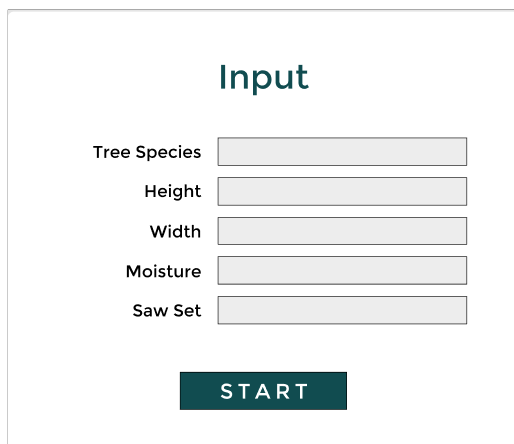 Input
Tree Species
Height
Width
Moisture
Saw Set
START